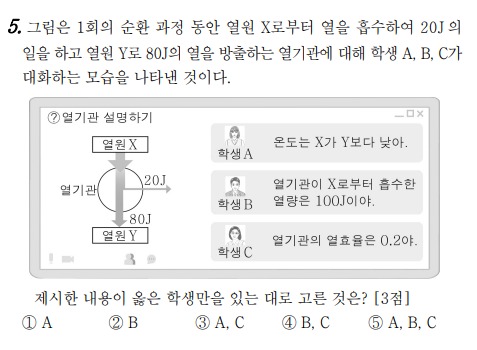 5. 그림은 1회의 순환 과정 동안 열원 X로부터 열을 흡수하여 20J의
일을 하고 열원 Y로 80J의 열을 방출하는 열기관에 대해 학생 A, B, C가
대화하는 모습을 나타낸 것이다.
?열기관 설명하기
열원X
열기관
20J
80J
열원Y
학생A
온도는 X가 Y보다 낮아.
학생B
열기관이 X로부터 흡수한
열량은 100J이야.
학생C
열기관의 열효율은 0.2야.
제시한 내용이 옳은 학생만을 있는 대로 고른 것은? [3점]
① A ② B ③ A, C ④ B, C ⑤ A, B, C